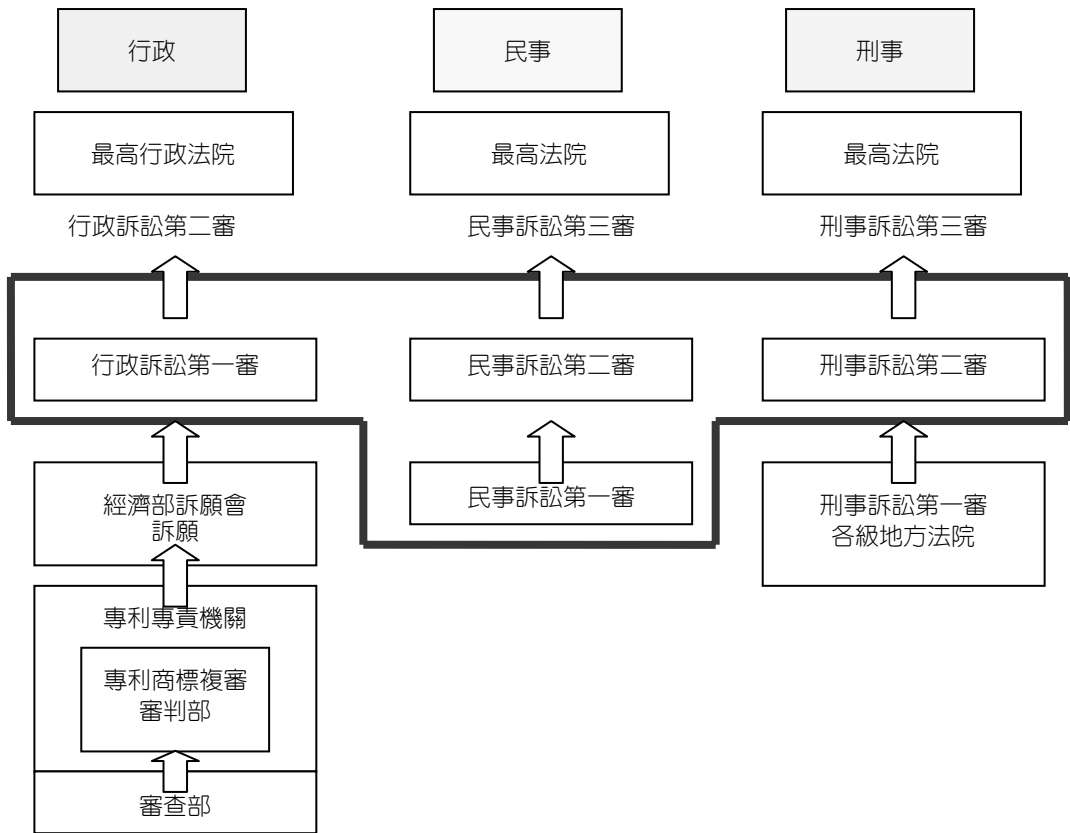 行政
民事
刑事
最高行政法院
最高法院
最高法院
行政訴訟第二審
民事訴訟第三審
刑事訴訟第三審
行政訴訟第一審
民事訴訟第二審
刑事訴訟第二審
經濟部訴願會
訴願
民事訴訟第一審
刑事訴訟第一審
各級地方法院
專利專責機關
專利商標複審
審判部
審查部